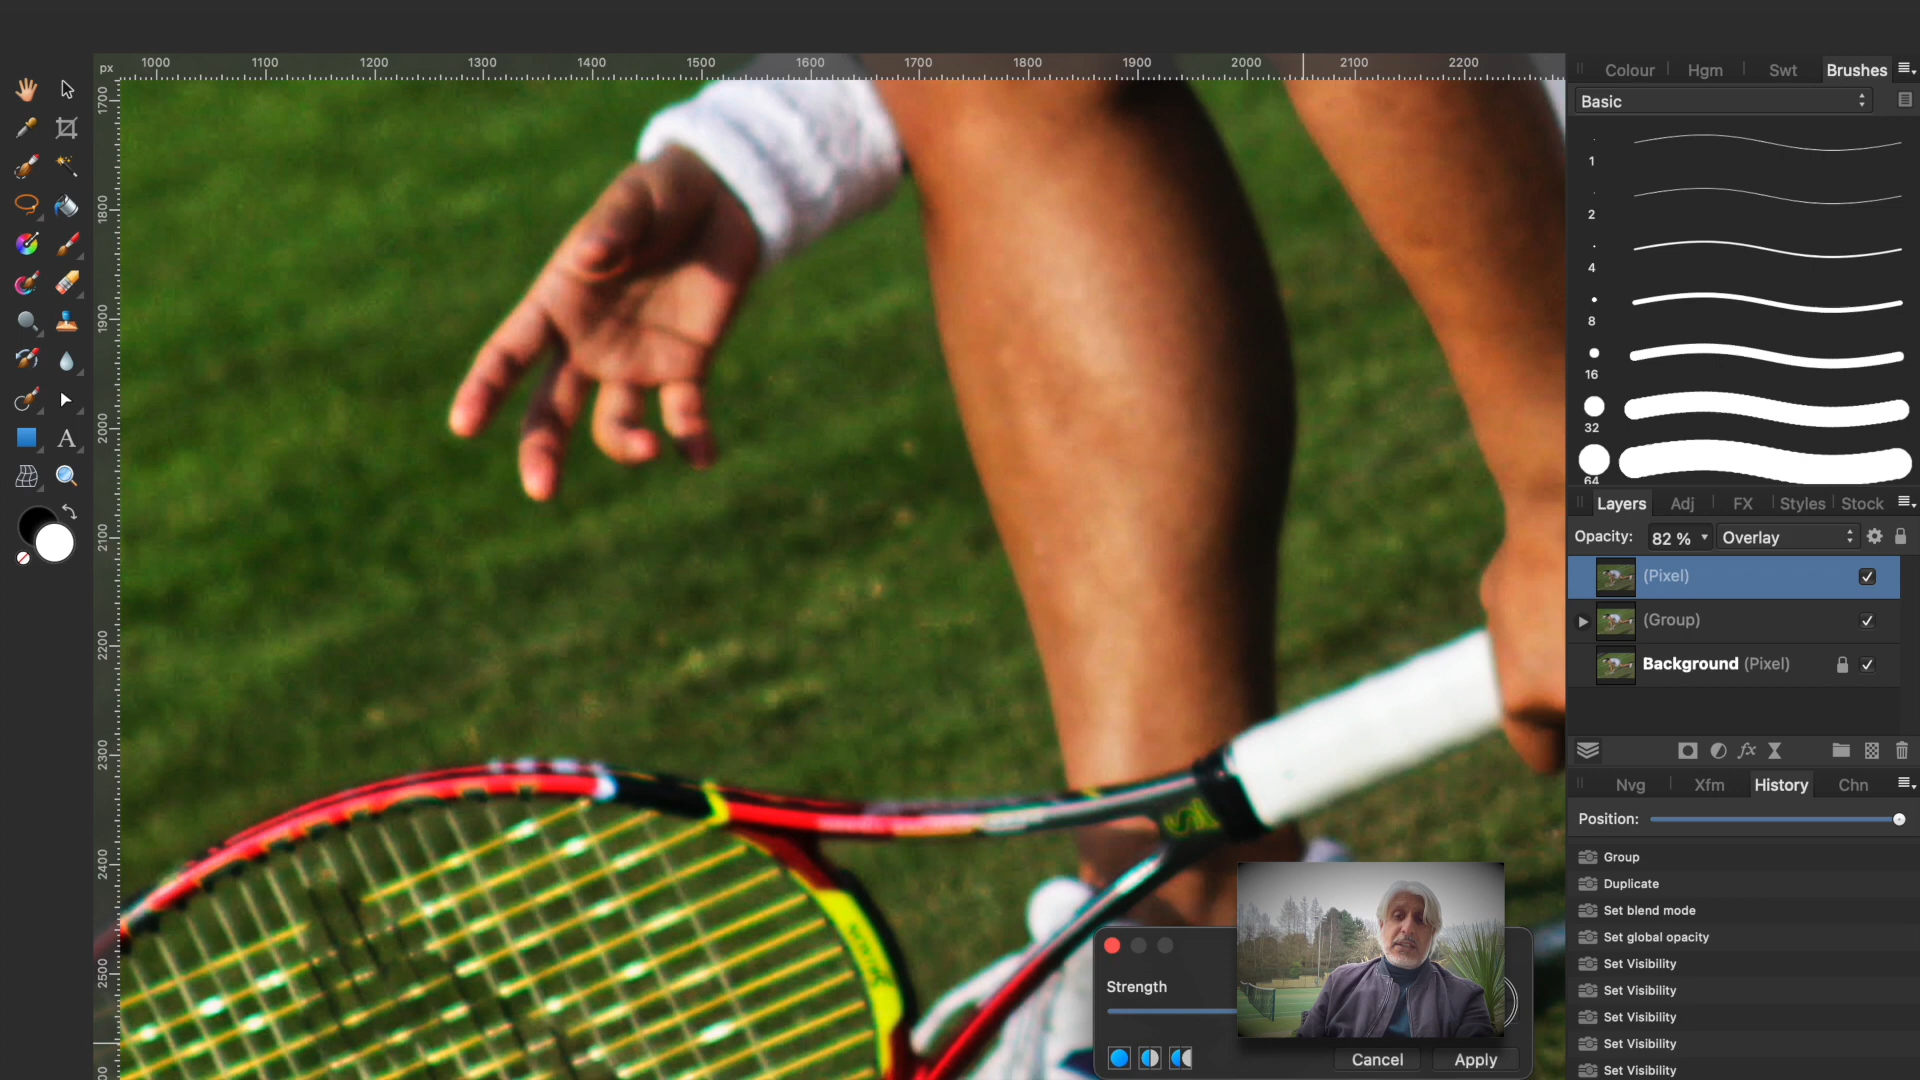 Colour Hgm Swt Brushes
Basic
1
2
4
8
16
32
64
px 1000 1100 1200 1300 1400 1500 1600 1700 1800 1900 2000 2100 2200
1700
1800
1900
2000
2100
2200
2300
2400
2500
A
Layers Adj FX Styles Stock
Opacity: 82 % Overlay
(Pixel)
(Group)
Background (Pixel)
fx
Nvg Xfm History Chn
Position:
Group
Duplicate
Set blend mode
Set global opacity
Set Visibility
Set Visibility
Set Visibility
Set Visibility
Set Visibility
Strength
Cancel Apply